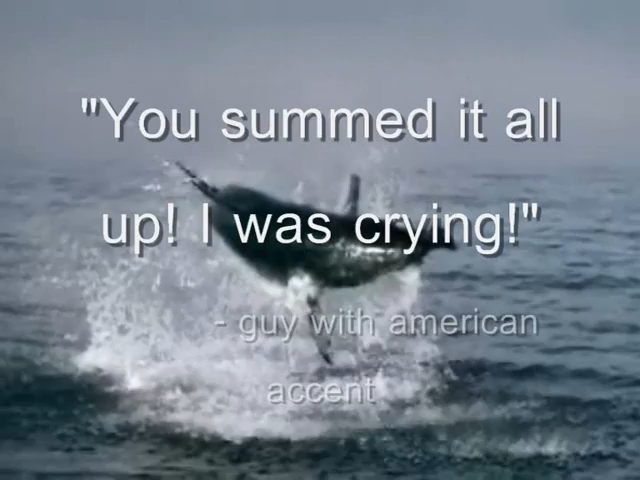 "You summed it all
up! I was crying!"
- guy with american
accent